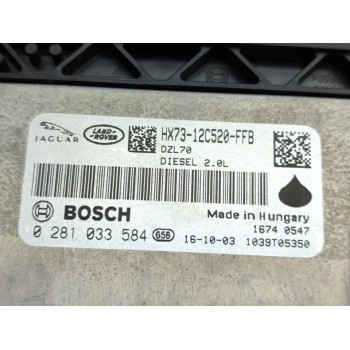 JAGUAR
LAND-
ROVER
HX73-12C520-FFB
DZL70
DIESEL 2.0L
BOSCH
Made in Hungary
1674 0547
0 281 033 584 656 16-10-03 1039T05350